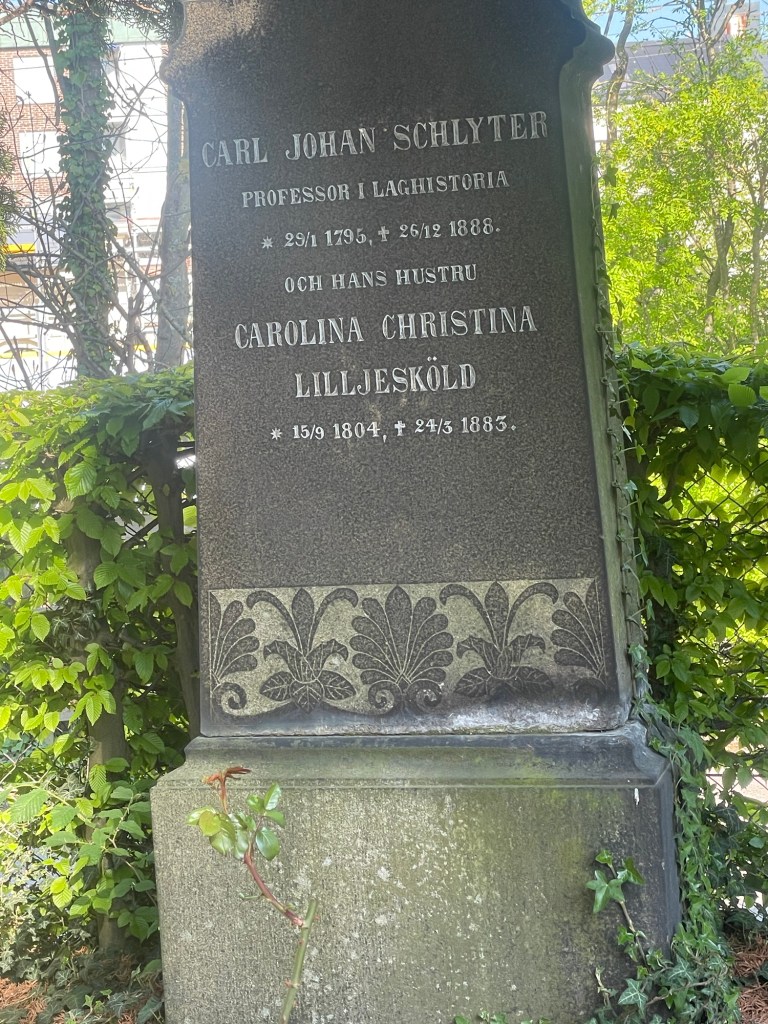 CARL JOHAN SCHLYTER
PROFESSOR I LAGHISTORIA
* 29/1 1795, ✝ 26/12 1888.
OCH HANS HUSTRU
CAROLINA CHRISTINA
LILLJESKÖLD
* 15/9 1804, ✝ 24/3 1883.